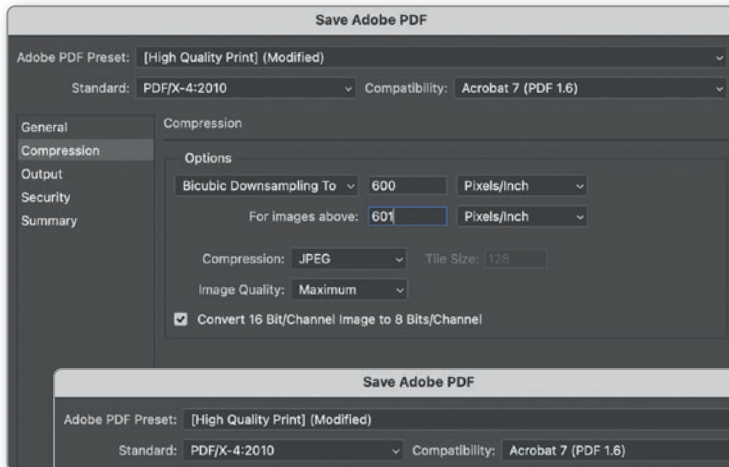 Save Adobe PDF
Adobe PDF Preset: [High Quality Print] (Modified)
Standard: PDF/X-4:2010 Compatibility: Acrobat 7 (PDF 1.6)
General
Compression
Output
Security
Summary
Compression
Options
Bicubic Downsampling To 600 Pixels/Inch
For images above: 601 Pixels/Inch
Compression: JPEG Tile Size: 128
Image Quality: Maximum
Convert 16 Bit/Channel Image to 8 Bits/Channel
Save Adobe PDF
Adobe PDF Preset: [High Quality Print] (Modified)
Standard: PDF/X-4:2010 Compatibility: Acrobat 7 (PDF 1.6)